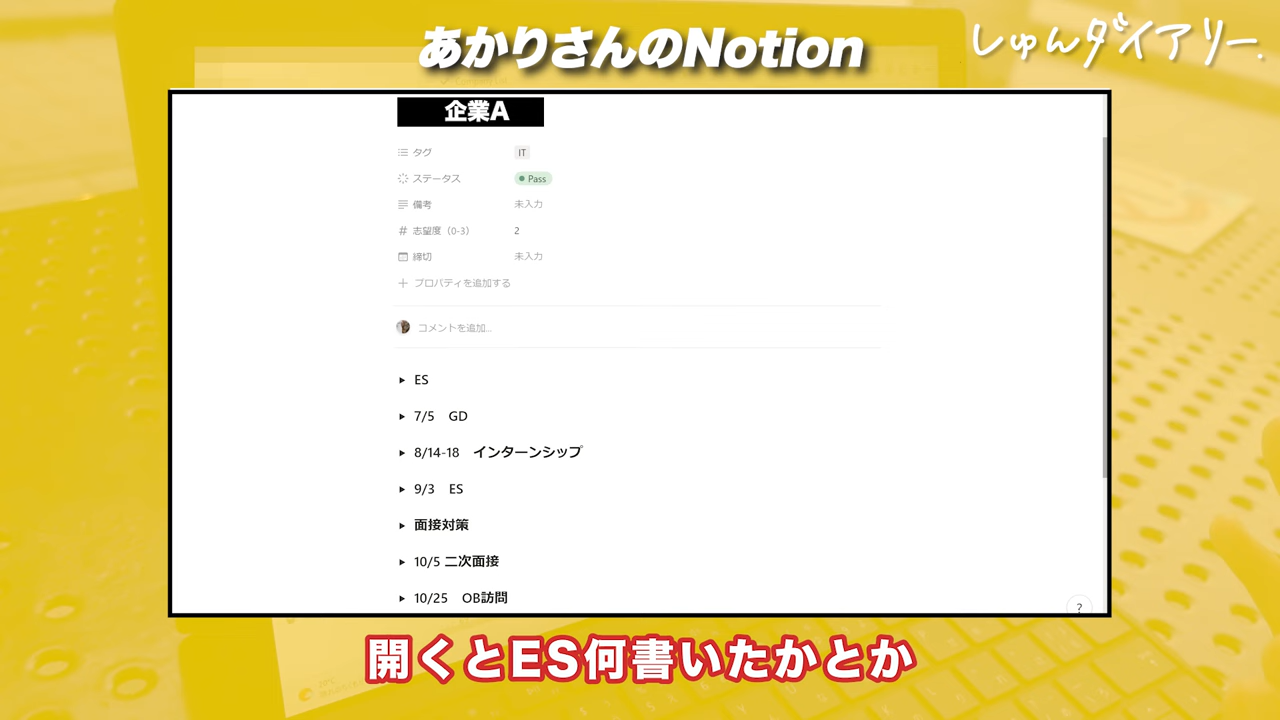 あかりさんのNotion
しゅんダイアリー.
企業A
タグ IT
ステータス Pass
備考 未入力
志望度（0-3） 2
締切 未入力
プロパティを追加する
コメントを追加...
ES
7/5　GD
8/14-18　インターンシップ
9/3　ES
面接対策
10/5 二次面接
10/25　OB訪問
?
開くとES何書いたかとか